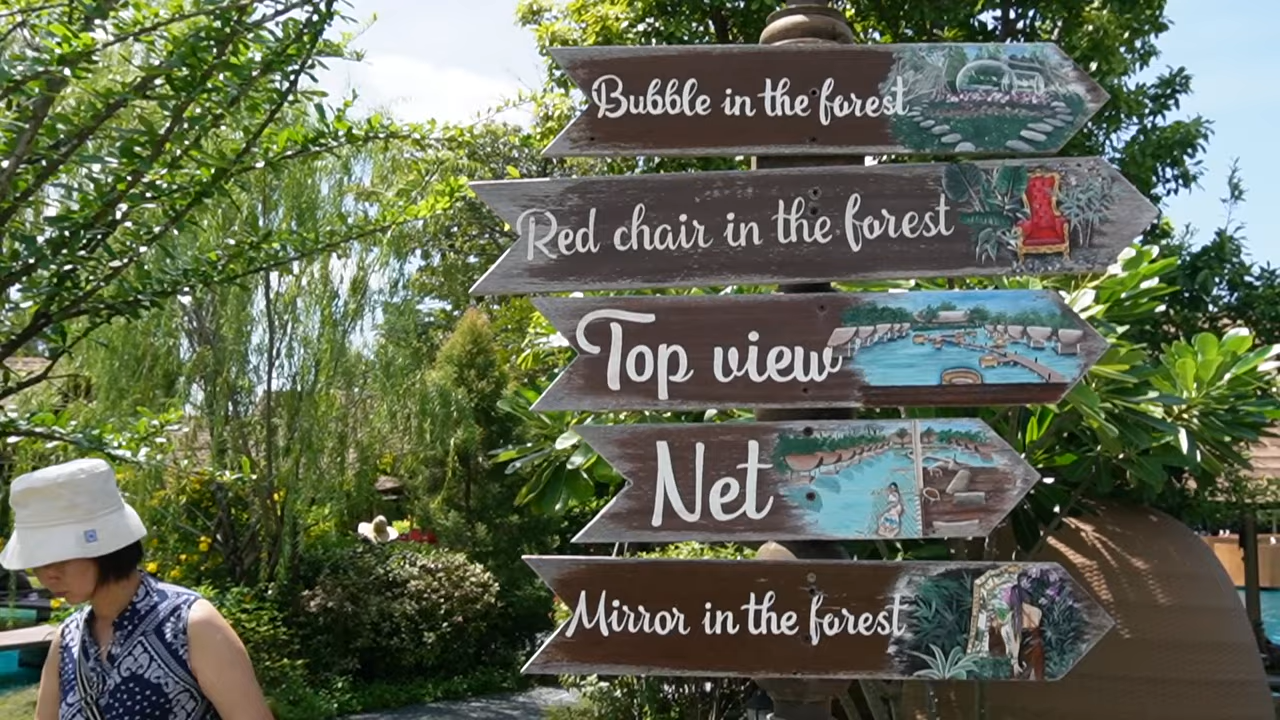 Bubble in the forest
Red chair in the forest
Top view
Net
Mirror in the forest